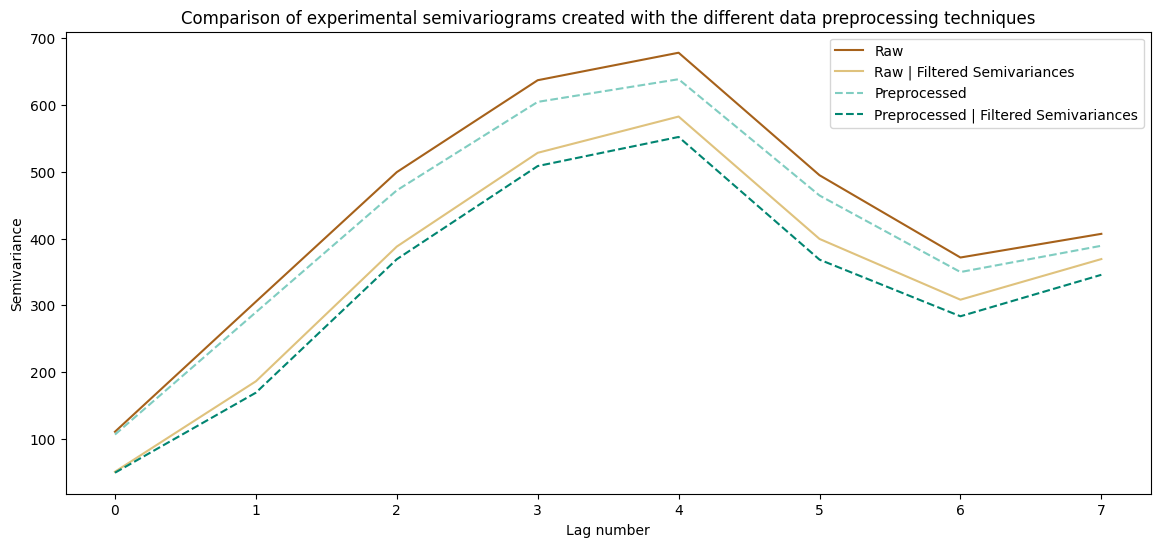 Comparison of experimental semivariograms created with the different data preprocessing techniques
700
600
500
400
300
200
100
Semivariance
Raw
Raw | Filtered Semivariances
Preprocessed
Preprocessed | Filtered Semivariances
0 1 2 3 4 5 6 7
Lag number